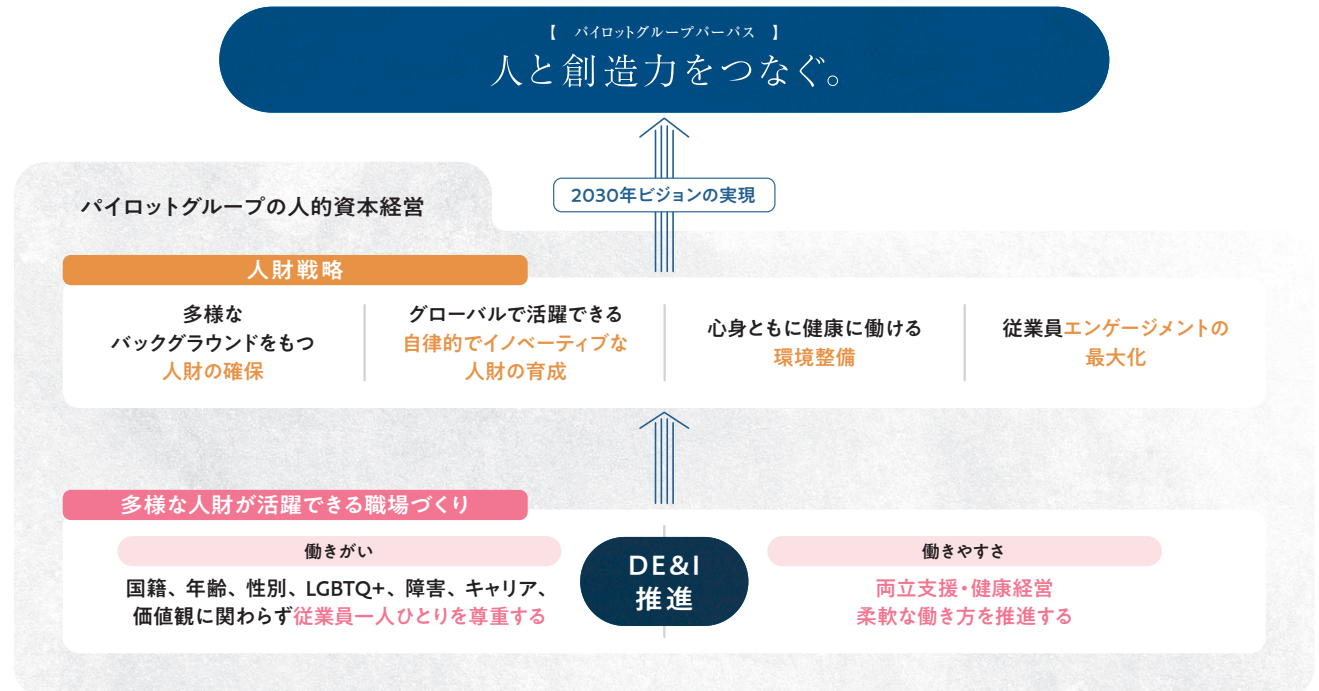 【 パイロットグループパーパス 】
人と創造力をつなぐ。
2030年ビジョンの実現
パイロットグループの人的資本経営
人財戦略
多様な
バックグラウンドをもつ
人財の確保
グローバルで活躍できる
自律的でイノベーティブな
人財の育成
心身ともに健康に働ける
環境整備
従業員エンゲージメントの
最大化
多様な人財が活躍できる職場づくり
働きがい
国籍、年齢、性別、LGBTQ+、障害、キャリア、
価値観に関わらず従業員一人ひとりを尊重する
DE&I
推進
働きやすさ
両立支援・健康経営
柔軟な働き方を推進する